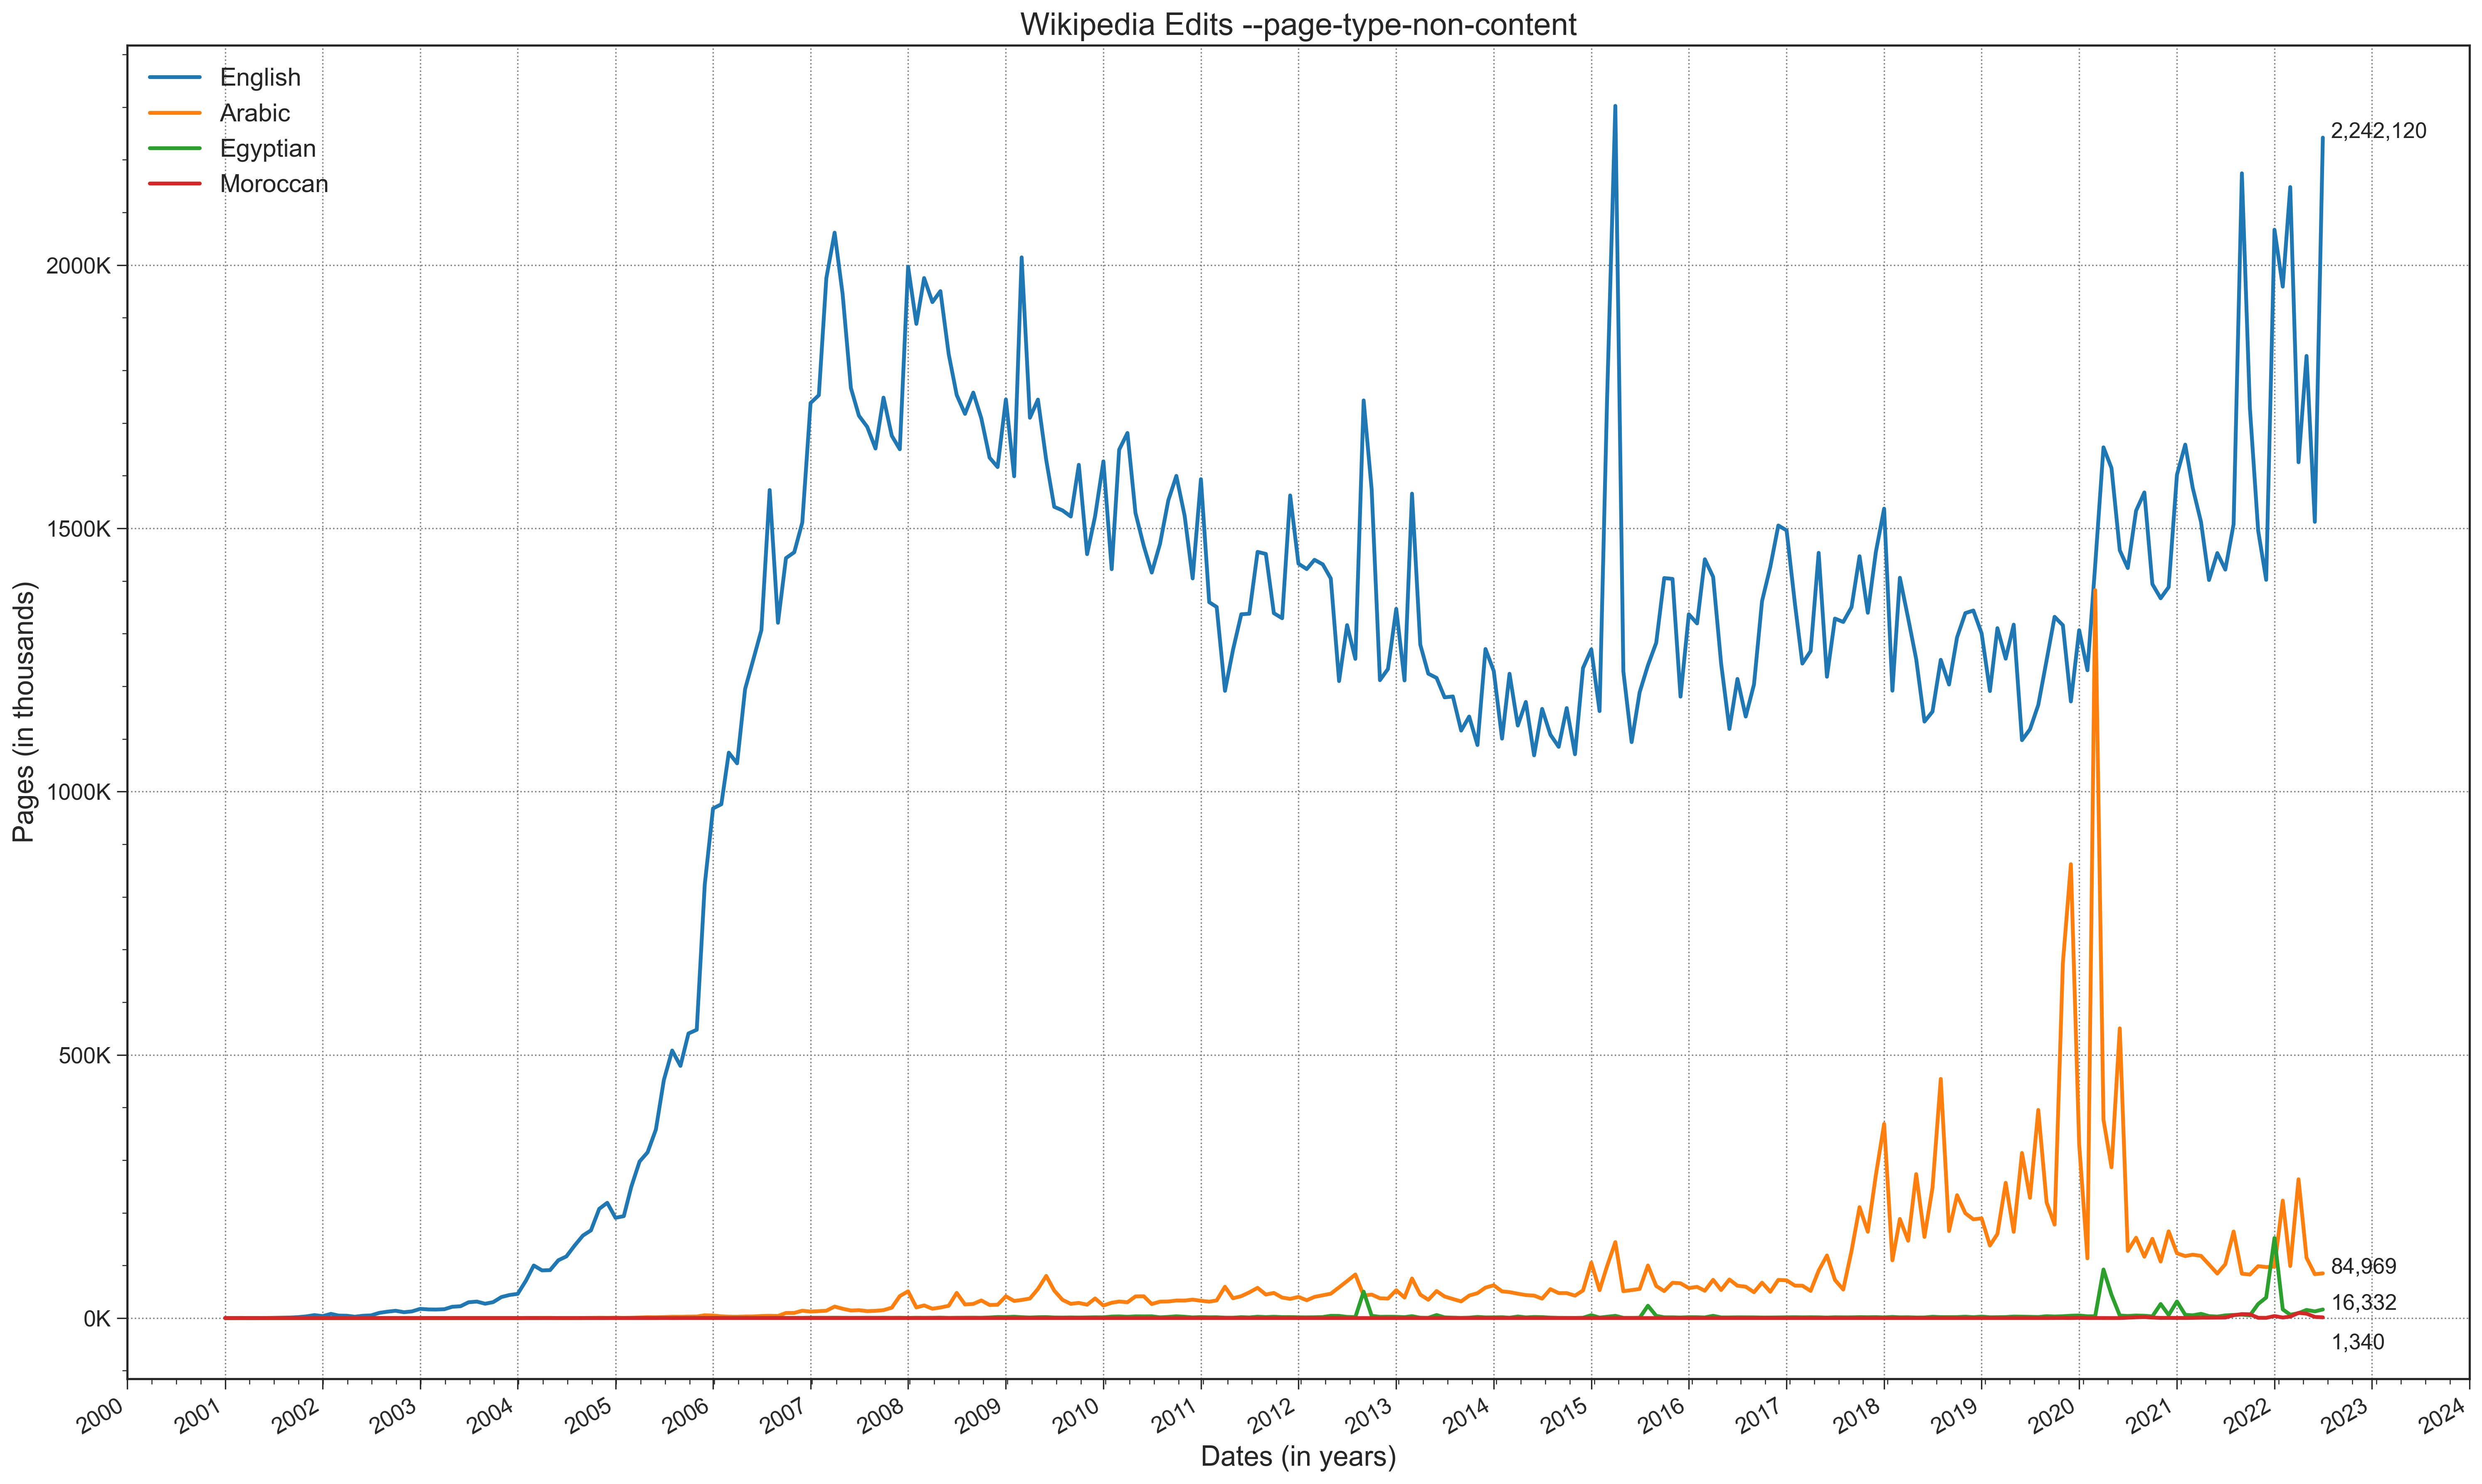 Wikipedia Edits --page-type-non-content
English
Arabic
Egyptian
Moroccan
2,242,120
2000K
1500K
1000K
500K
0K
Pages (in thousands)
84,969
16,332
1,340
2000
2001
2002
2003
2004
2005
2006
2007
2008
2009
2010
2011
2012
2013
2014
2015
2016
2017
2018
2019
2020
2021
2022
2023
2024
Dates (in years)